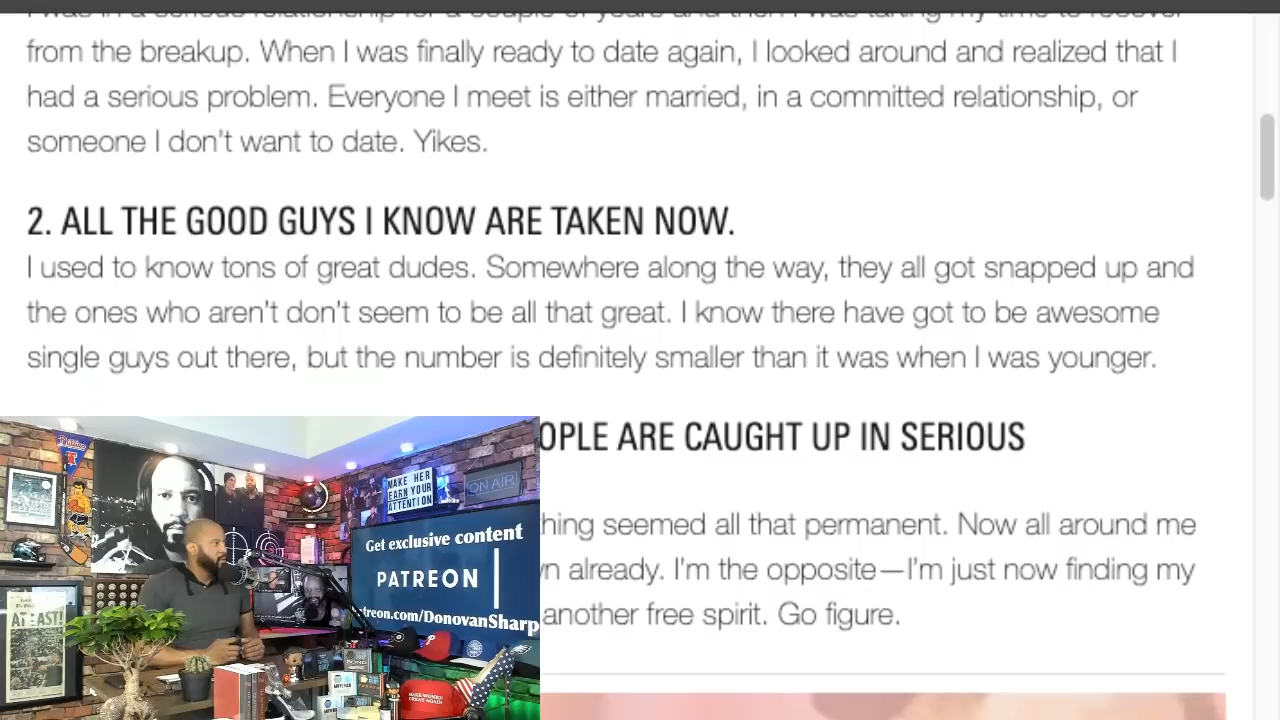 from the breakup. When I was finally ready to date again, I looked around and realized that I
had a serious problem. Everyone I meet is either married, in a committed relationship, or
someone I don't want to date. Yikes.
2. ALL THE GOOD GUYS I KNOW ARE TAKEN NOW.
I used to know tons of great dudes. Somewhere along the way, they all got snapped up and
the ones who aren't don't seem to be all that great. I know there have got to be awesome
single guys out there, but the number is definitely smaller than it was when I was younger.
OPLE ARE CAUGHT UP IN SERIOUS
hing seemed all that permanent. Now all around me
n already. I'm the opposite—I'm just now finding my
another free spirit. Go figure.
MAKE HER
EARN YOUR
ATTENTION
ON AIR
Get exclusive content
PATREON
treon.com/DonovanSharp
AT LAST!
MAKE WOMEN
GREAT AGAIN